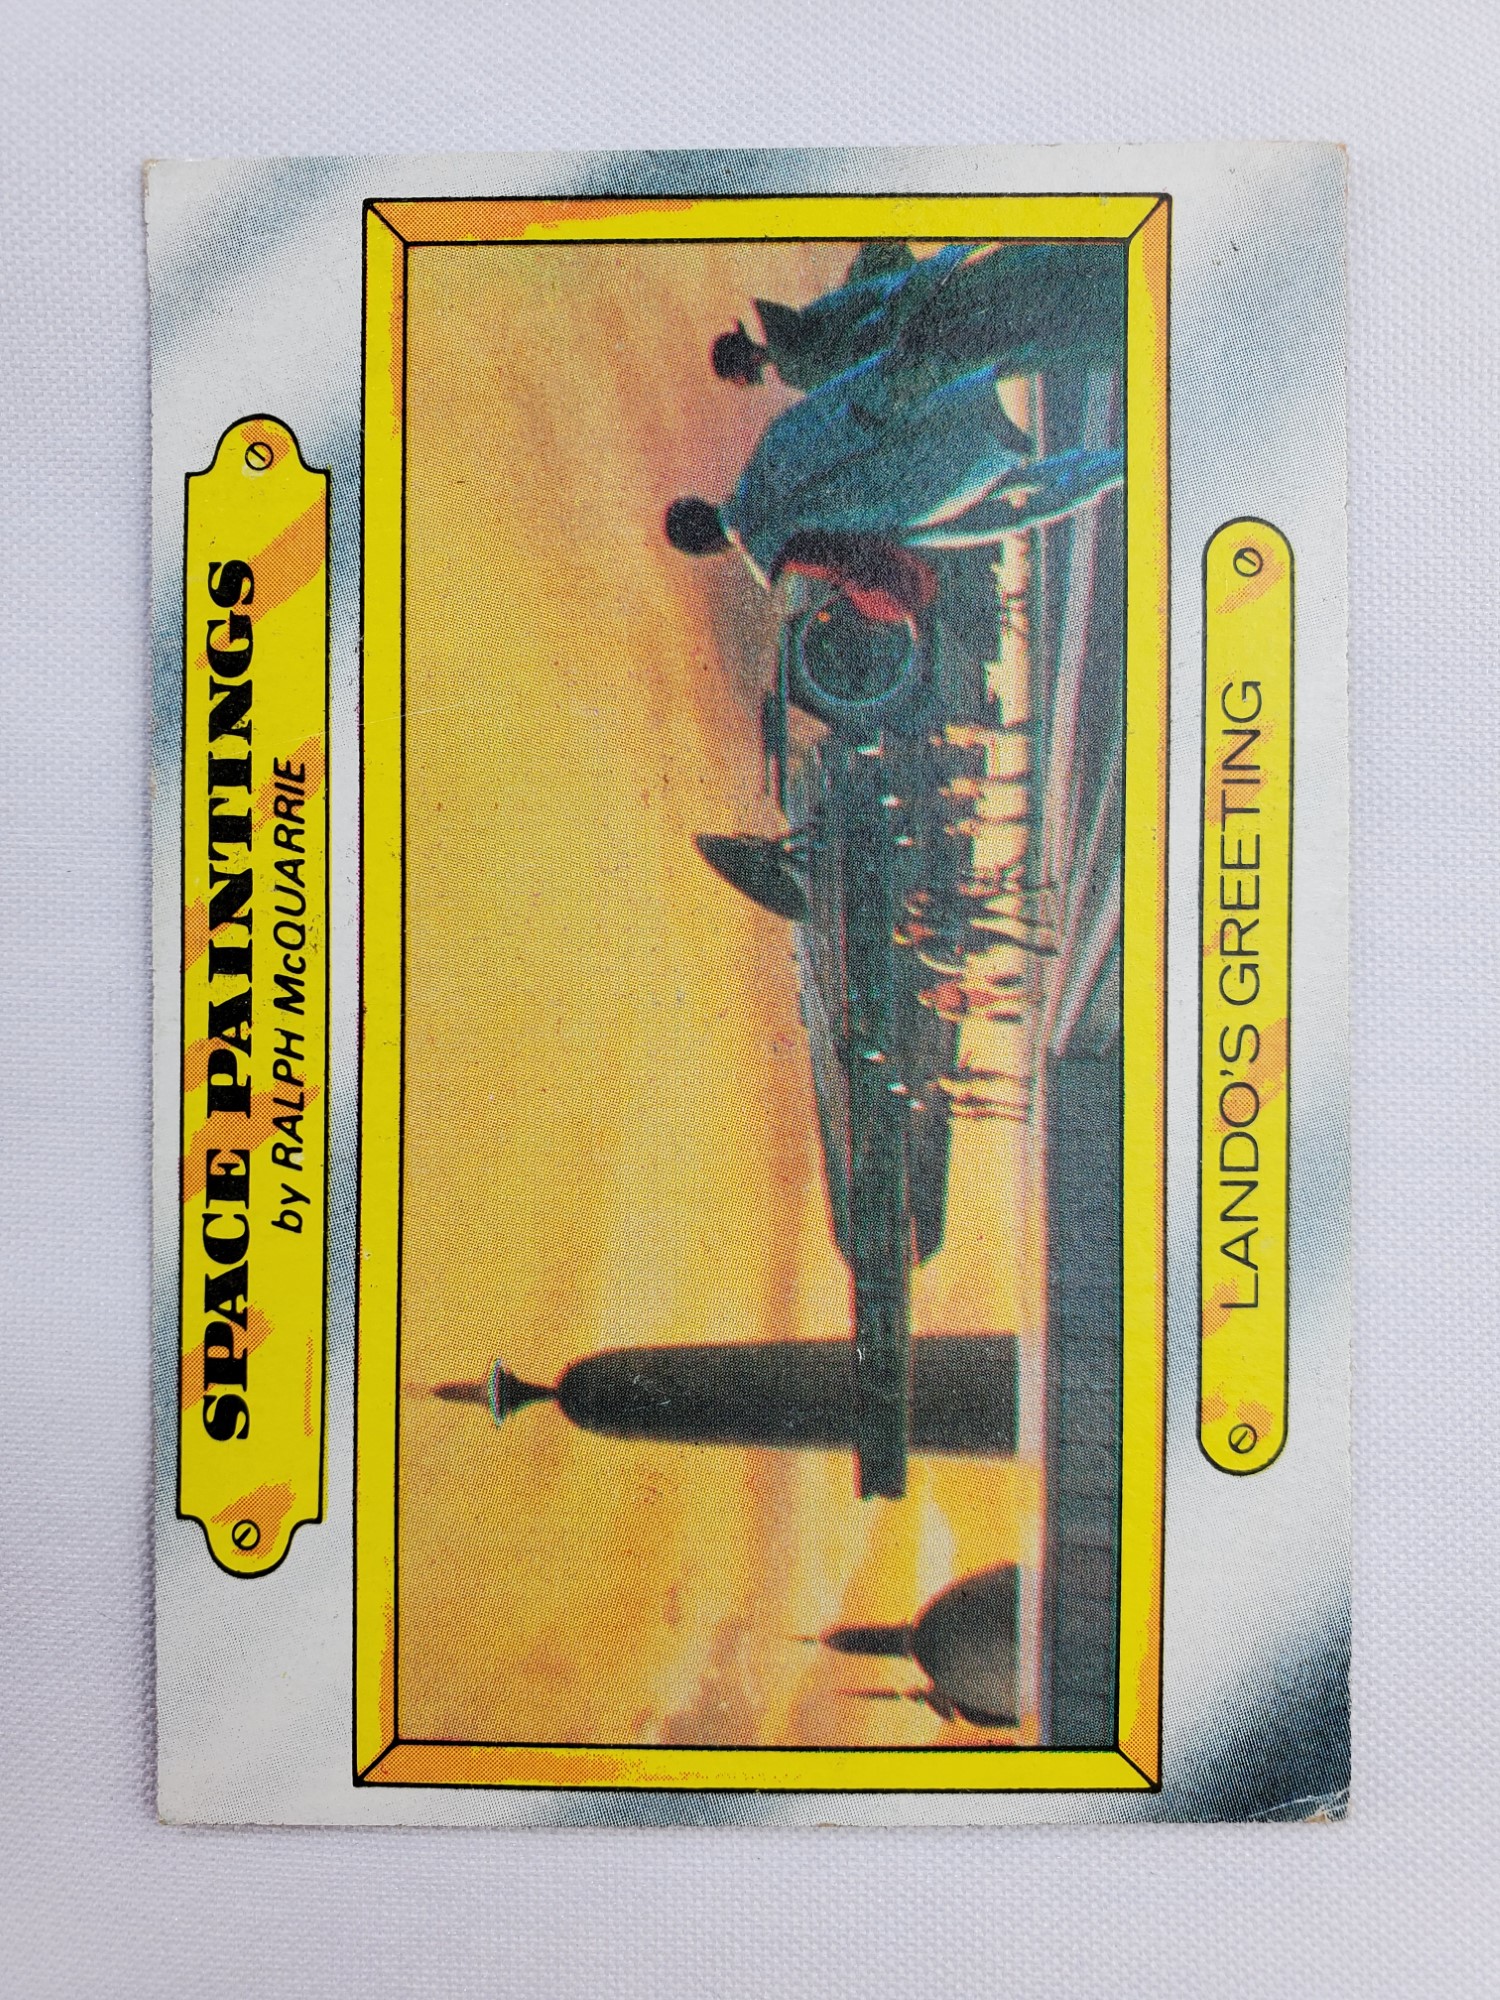 SPACE PAINTINGS
by RALPH McQUARRIE
LANDO'S GREETING